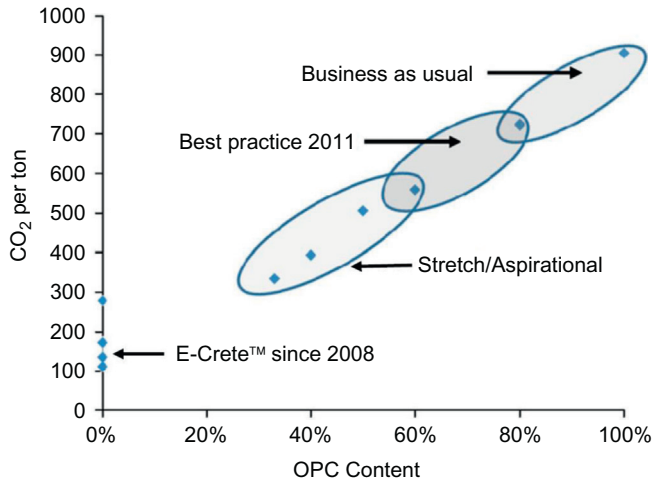 1000
900
800
700
600
500
400
300
200
100
0
CO₂ per ton
Business as usual
Best practice 2011
Stretch/Aspirational
E-Crete™ since 2008
0% 20% 40% 60% 80% 100%
OPC Content